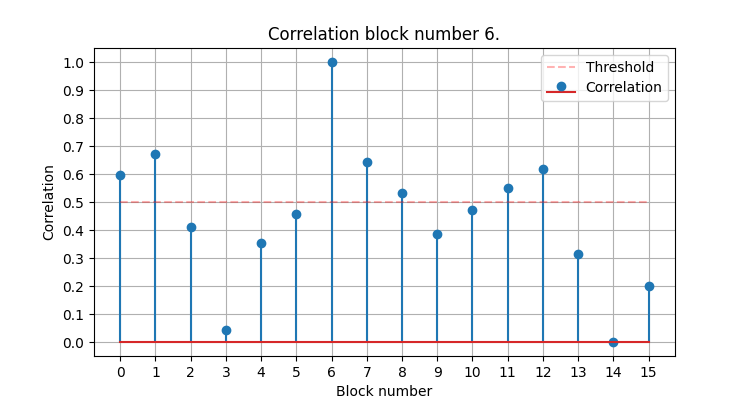 Correlation block number 6.
Threshold
Correlation
Correlation
1.0
0.9
0.8
0.7
0.6
0.5
0.4
0.3
0.2
0.1
0.0
0 1 2 3 4 5 6 7 8 9 10 11 12 13 14 15
Block number